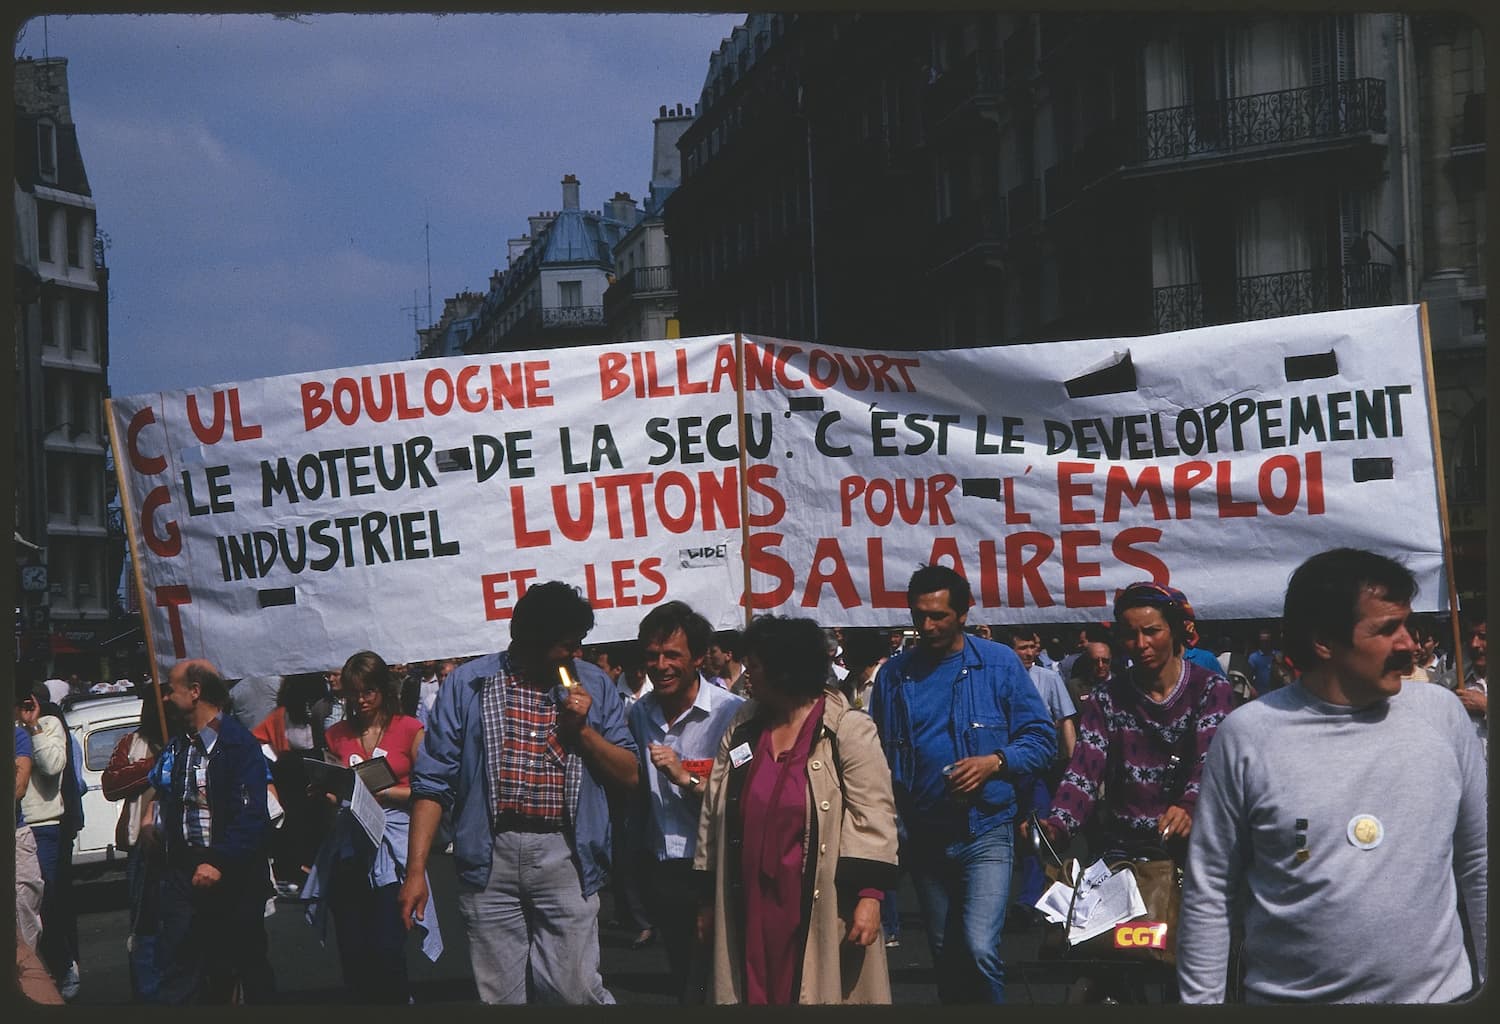 CGT
UL BOULOGNE BILLANCOURT
LE MOTEUR DE LA SECU : C'EST LE DEVELOPPEMENT
INDUSTRIEL LUTTONS POUR L'EMPLOI
ET LES SALAIRES
CGT